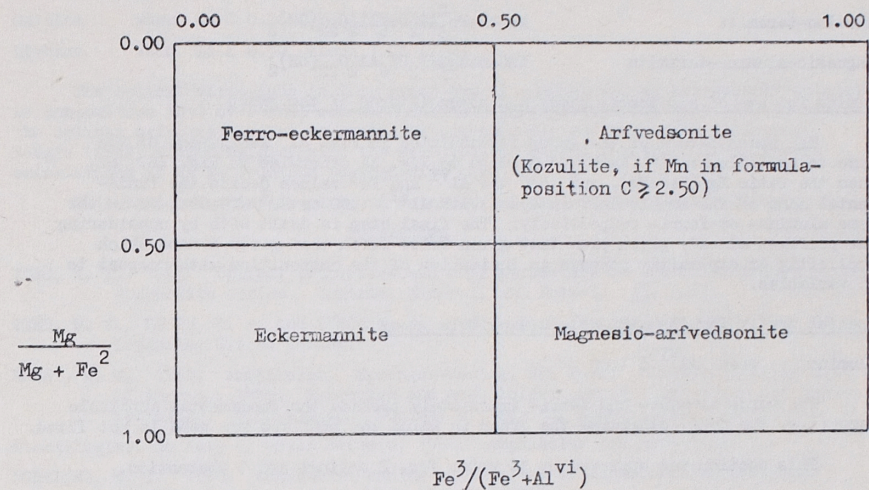 0.00 0.50 1.00
0.00
Ferro-eckermannite Arfvedsonite
(Kozulite, if Mn in formula-
position C ⩾ 2.50)
0.50
Eckermannite Magnesio-arfvedsonite
Mg
Mg + Fe²
1.00
Fe³/(Fe³+Alᵛⁱ)